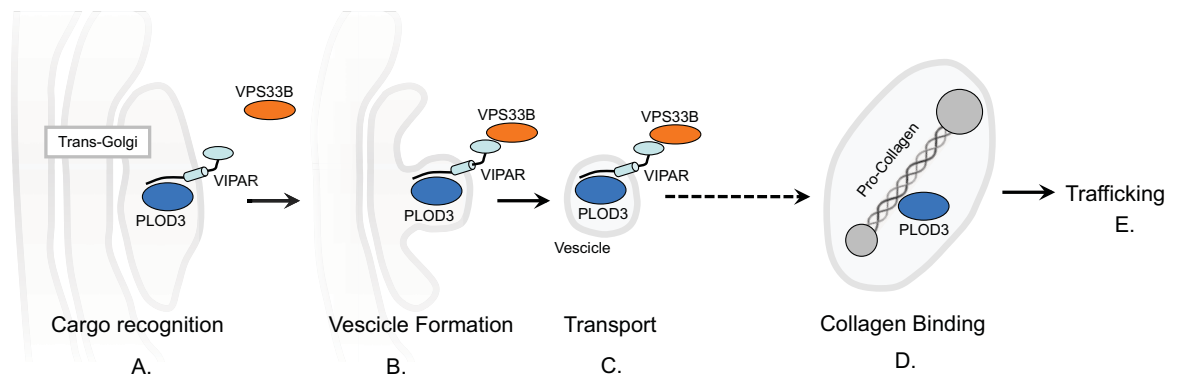 VPS33B
Trans-Golgi
VIPAR
PLOD3
Cargo recognition
A.
VPS33B
VIPAR
PLOD3
Vescicle Formation
B.
VPS33B
VIPAR
PLOD3
Vescicle
Transport
C.
Pro-Collagen
PLOD3
Collagen Binding
D.
Trafficking
E.